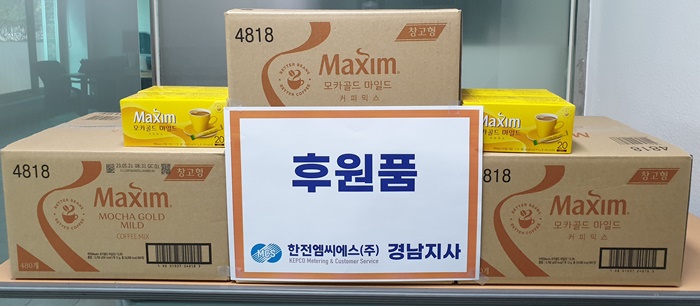 4818
창고형
Maxim
모카골드 마일드
커피믹스
Maxim
모카골드 마일드
20
Maxim
모카골드 마일드
20
4818
창고형
Maxim
MOCHA GOLD
MILD
COFFEE MIX
후원품
MCS 한전엠씨에스(주) 경남지사
KEPCO Metering & Customer Service
4818
창고형
Maxim
모카골드 마일드
커피믹스